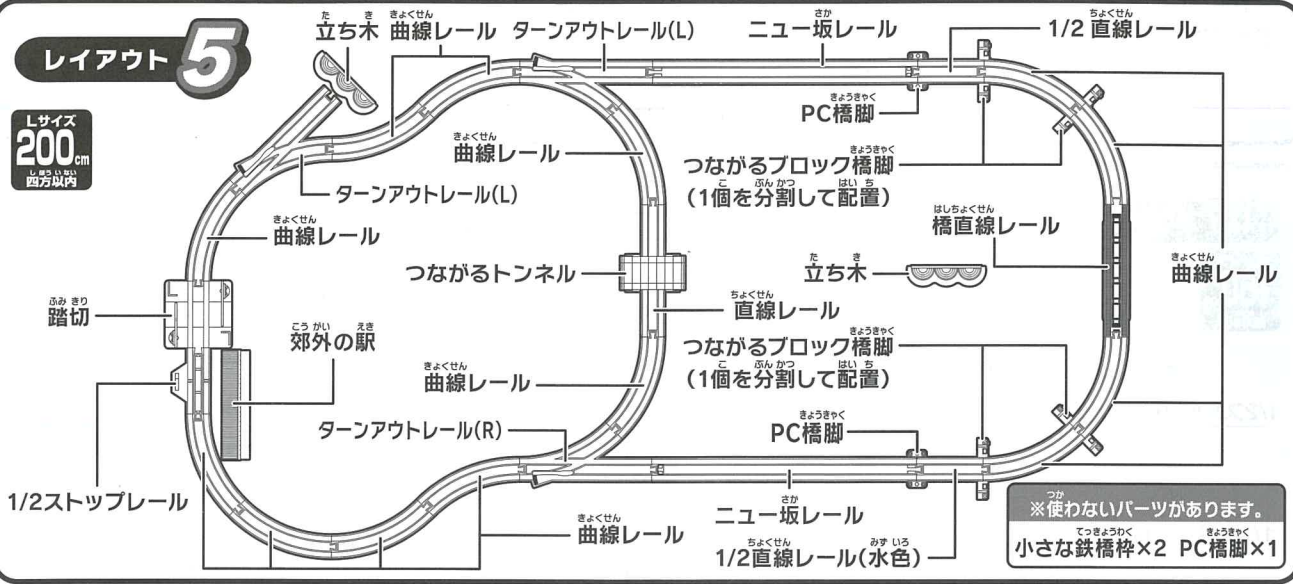 レイアウト5
Lサイズ
200cm
四方以内
立ち木
曲線レール
ターンアウトレール(L)
ニュー坂レール
1/2 直線レール
PC橋脚
曲線レール
つながるブロック橋脚
(1個を分割して配置)
ターンアウトレール(L)
曲線レール
橋直線レール
つながるトンネル
立ち木
曲線レール
踏切
直線レール
郊外の駅
つながるブロック橋脚
(1個を分割して配置)
曲線レール
ターンアウトレール(R)
PC橋脚
1/2ストップレール
曲線レール
ニュー坂レール
1/2直線レール(水色)
※使わないパーツがあります。
小さな鉄橋枠×2 PC橋脚×1